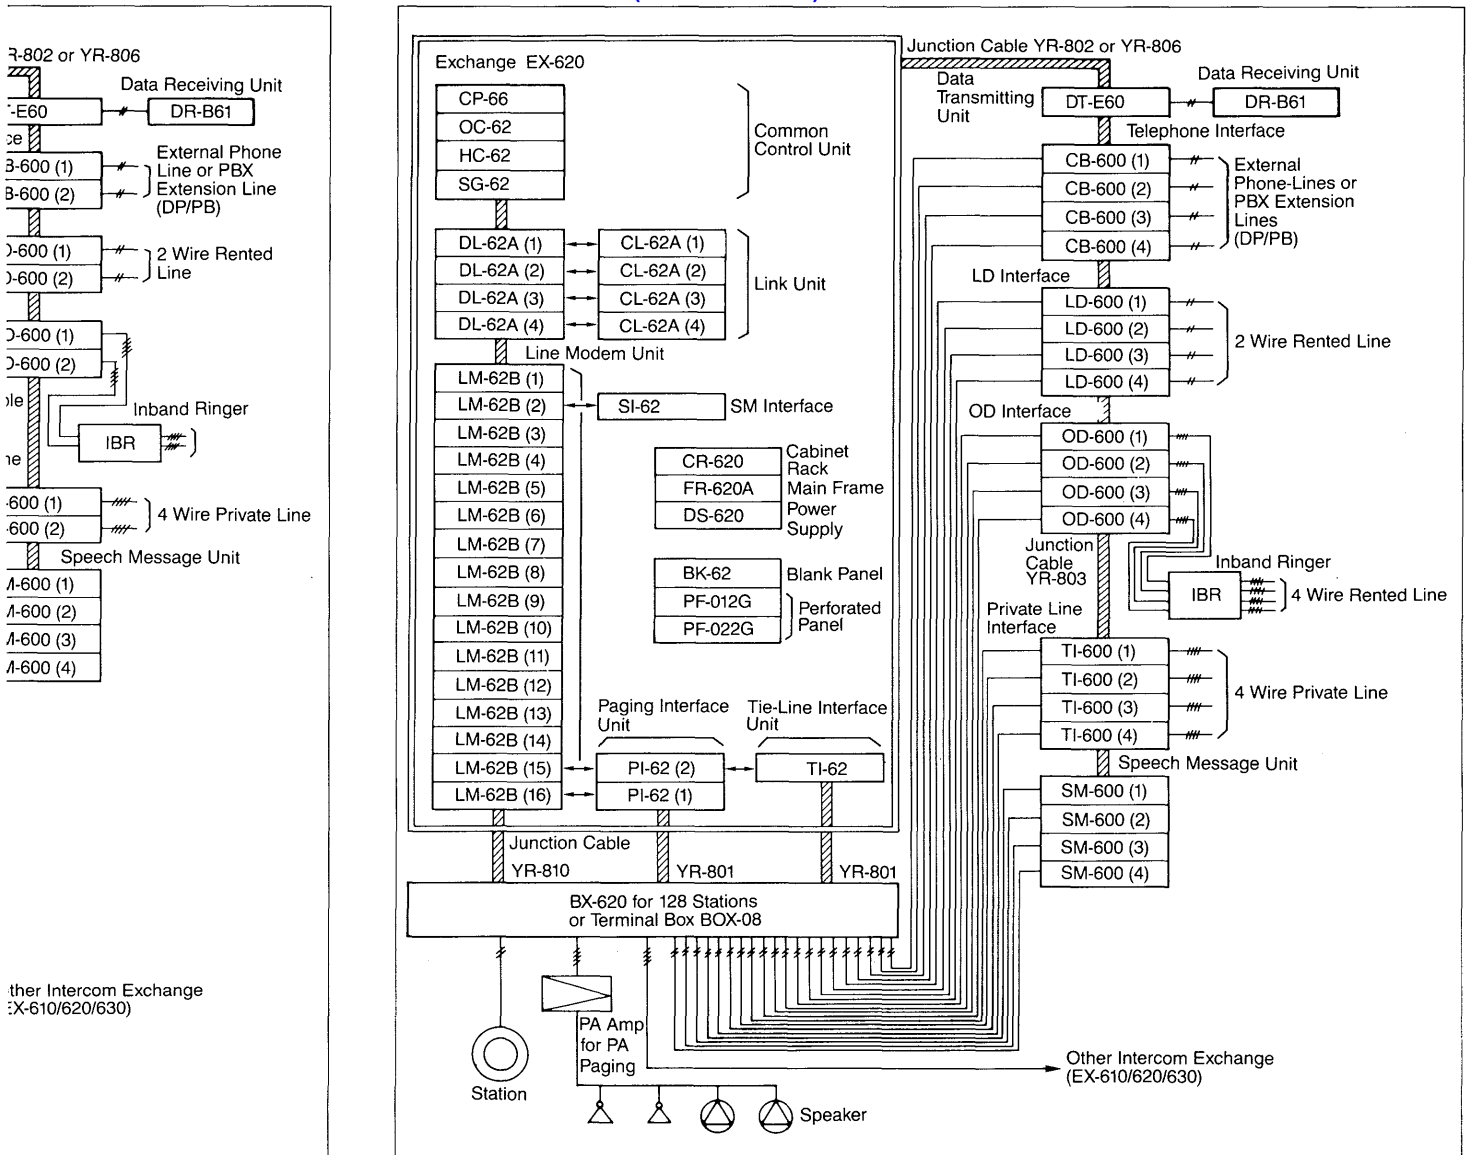 R-802 or YR-806
Data Receiving Unit
-E60
DR-B61
ce
External Phone
Line or PBX
Extension Line
(DP/PB)
B-600 (1)
B-600 (2)
D-600 (1)
D-600 (2)
2 Wire Rented
Line
D-600 (1)
D-600 (2)
ble
Inband Ringer
IBR
ne
-600 (1)
-600 (2)
4 Wire Private Line
Speech Message Unit
M-600 (1)
M-600 (2)
M-600 (3)
M-600 (4)
ther Intercom Exchange
EX-610/620/630)
Exchange EX-620
CP-66
OC-62
HC-62
SG-62
Common
Control Unit
DL-62A (1)
CL-62A (1)
DL-62A (2)
CL-62A (2)
DL-62A (3)
CL-62A (3)
DL-62A (4)
CL-62A (4)
Link Unit
Line Modem Unit
LM-62B (1)
LM-62B (2)
LM-62B (3)
LM-62B (4)
LM-62B (5)
LM-62B (6)
LM-62B (7)
LM-62B (8)
LM-62B (9)
LM-62B (10)
LM-62B (11)
LM-62B (12)
LM-62B (13)
LM-62B (14)
LM-62B (15)
LM-62B (16)
SI-62
SM Interface
CR-620
Cabinet
Rack
FR-620A
Main Frame
DS-620
Power
Supply
BK-62
Blank Panel
PF-012G
PF-022G
Perforated
Panel
Paging Interface
Unit
Tie-Line Interface
Unit
PI-62 (2)
PI-62 (1)
TI-62
Junction Cable
YR-810
YR-801
YR-801
BX-620 for 128 Stations
or Terminal Box BOX-08
PA Amp
for PA
Paging
Station
Speaker
Other Intercom Exchange
(EX-610/620/630)
Junction Cable YR-802 or YR-806
Data
Transmitting
Unit
DT-E60
Data Receiving Unit
DR-B61
Telephone Interface
CB-600 (1)
CB-600 (2)
CB-600 (3)
CB-600 (4)
External
Phone-Lines or
PBX Extension
Lines
(DP/PB)
LD Interface
LD-600 (1)
LD-600 (2)
LD-600 (3)
LD-600 (4)
2 Wire Rented Line
OD Interface
OD-600 (1)
OD-600 (2)
OD-600 (3)
OD-600 (4)
Junction
Cable
YR-803
Inband Ringer
IBR
4 Wire Rented Line
Private Line
Interface
TI-600 (1)
TI-600 (2)
TI-600 (3)
TI-600 (4)
4 Wire Private Line
Speech Message Unit
SM-600 (1)
SM-600 (2)
SM-600 (3)
SM-600 (4)